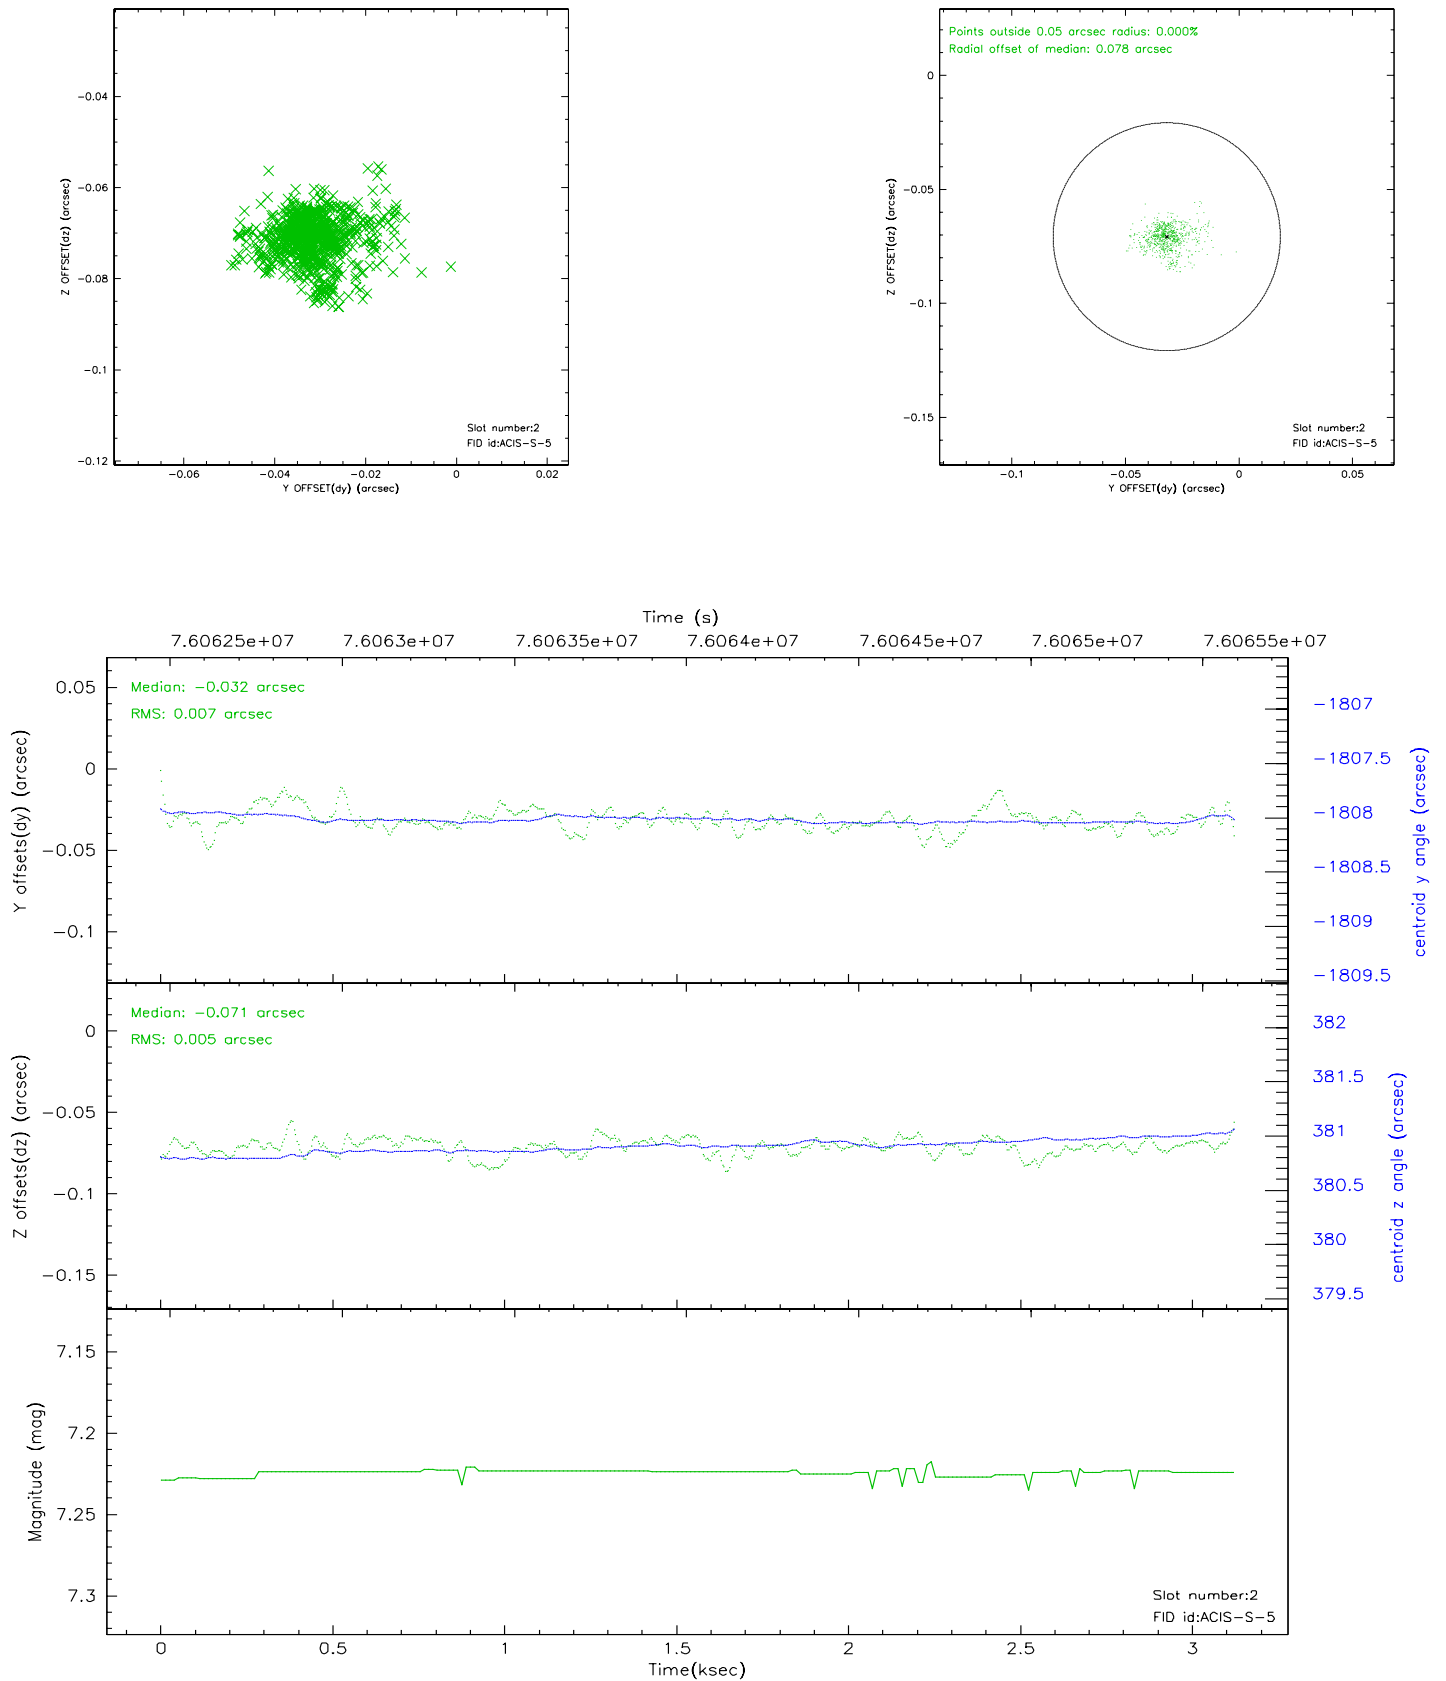 −0.04
−0.06
−0.08
−0.1
−0.12
Z OFFSET(dz) (arcsec)
Slot number:2
FID id:ACIS−S−5
−0.06
−0.04
−0.02
0
0.02
Y OFFSET(dy) (arcsec)
Points outside 0.05 arcsec radius: 0.000%
Radial offset of median: 0.078 arcsec
0
−0.05
−0.1
−0.15
Z OFFSET(dz) (arcsec)
Slot number:2
FID id:ACIS−S−5
−0.1
−0.05
0
0.05
Y OFFSET(dy) (arcsec)
Time (s)
7.60625e+07
7.6063e+07
7.60635e+07
7.6064e+07
7.60645e+07
7.6065e+07
7.60655e+07
Median: −0.032 arcsec
RMS: 0.007 arcsec
0.05
0
−0.05
−0.1
Y offsets(dy) (arcsec)
−1807
−1807.5
−1808
−1808.5
−1809
−1809.5
centroid y angle (arcsec)
Median: −0.071 arcsec
RMS: 0.005 arcsec
0
−0.05
−0.1
−0.15
Z offsets(dz) (arcsec)
382
381.5
381
380.5
380
379.5
centroid z angle (arcsec)
7.15
7.2
7.25
7.3
Magnitude (mag)
Slot number:2
FID id:ACIS−S−5
0
0.5
1
1.5
2
2.5
3
Time(ksec)